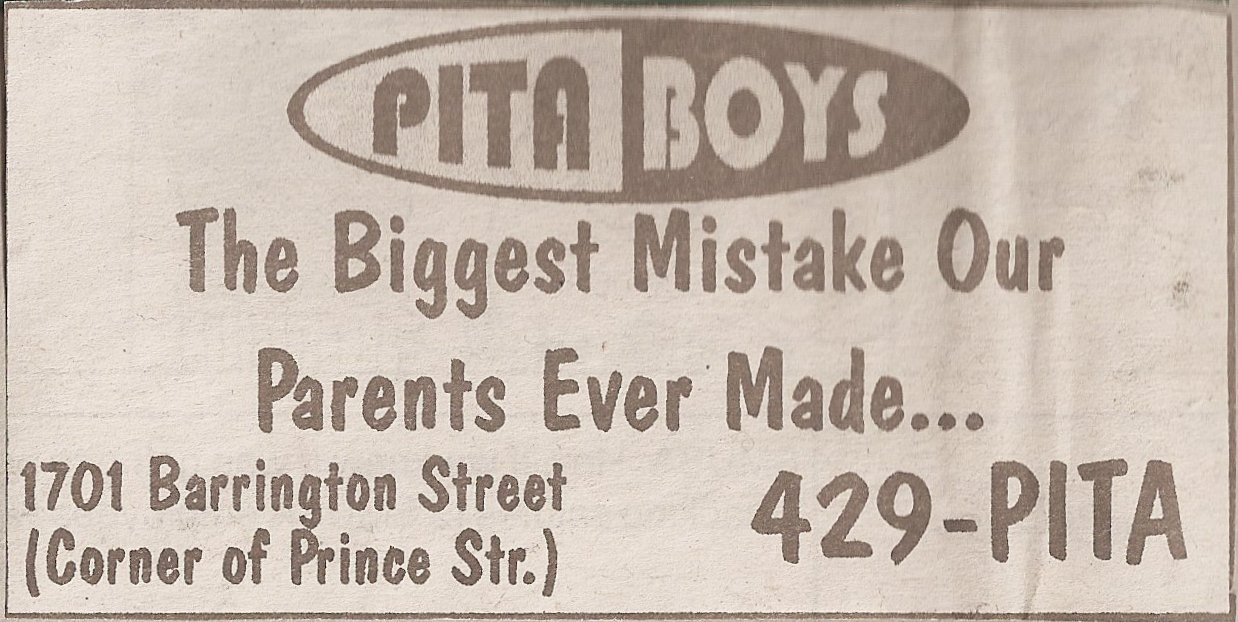 PITA BOYS
The Biggest Mistake Our
Parents Ever Made...
1701 Barrington Street
(Corner of Prince Str.)
429-PITA